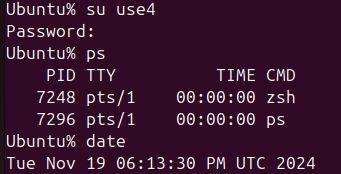 Ubuntu% su use4
Password:
Ubuntu% ps
    PID TTY          TIME CMD
   7248 pts/1    00:00:00 zsh
   7296 pts/1    00:00:00 ps
Ubuntu% date
Tue Nov 19 06:13:30 PM UTC 2024